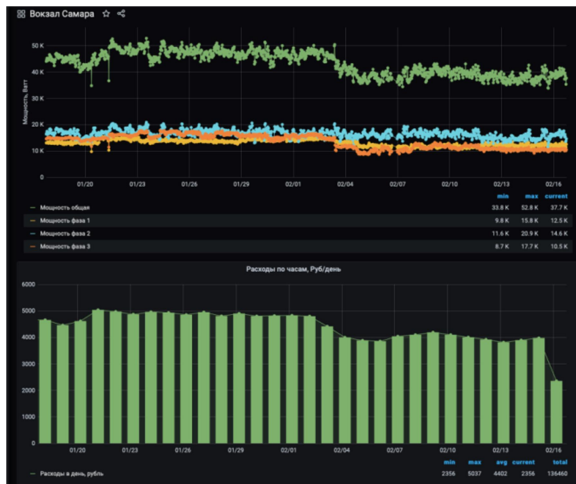 Вокзал Самара
Мощность, Ватт
50 K
40 K
30 K
20 K
10 K
0
01/20 01/23 01/26 01/29 02/01 02/04 02/07 02/10 02/13 02/16
min max current
Мощность общая 33.8 K 52.8 K 37.7 K
Мощность фаза 1 9.8 K 15.8 K 12.5 K
Мощность фаза 2 11.6 K 20.9 K 14.6 K
Мощность фаза 3 8.7 K 17.7 K 10.5 K
Расходы по часам, Руб/день
6000
5000
4000
3000
2000
1000
0
01/20 01/23 01/26 01/29 02/01 02/04 02/07 02/10 02/13 02/16
min max avg current total
Расходы в день, рубль 2356 5037 4402 2356 136460